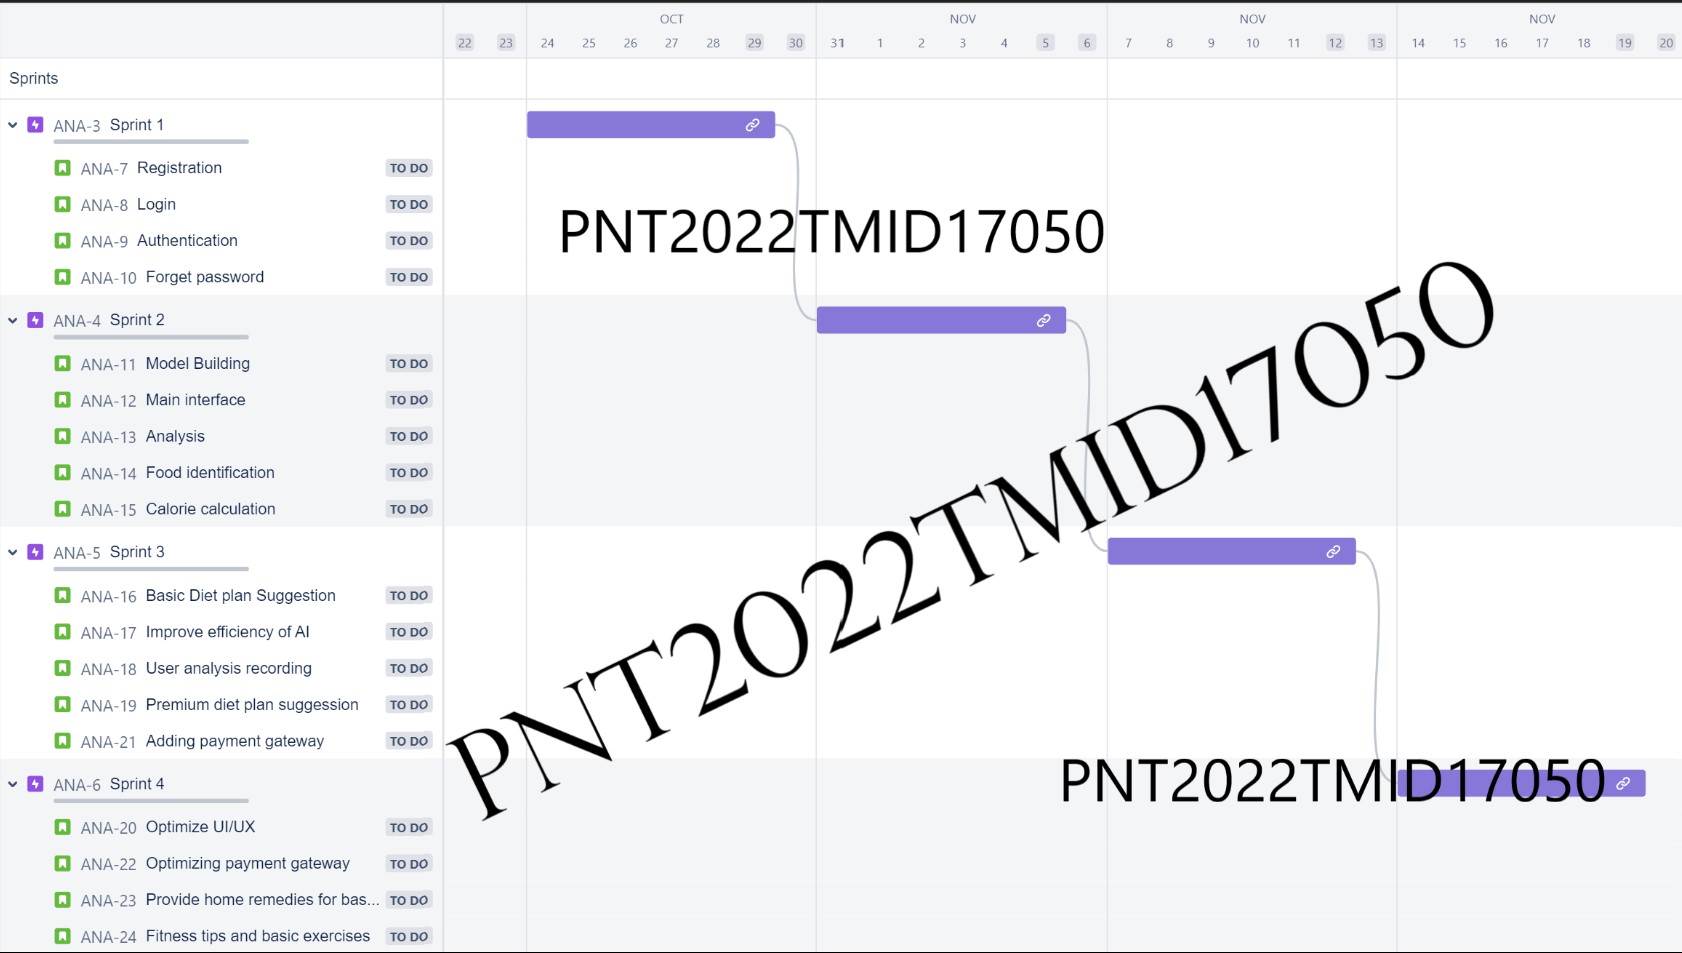 OCT NOV NOV NOV
22 23 24 25 26 27 28 29 30 31 1 2 3 4 5 6 7 8 9 10 11 12 13 14 15 16 17 18 19 20
Sprints
ANA-3 Sprint 1
ANA-7 Registration TO DO
ANA-8 Login TO DO
ANA-9 Authentication TO DO
ANA-10 Forget password TO DO
PNT2022TMID17050
ANA-4 Sprint 2
ANA-11 Model Building TO DO
ANA-12 Main interface TO DO
ANA-13 Analysis TO DO
ANA-14 Food identification TO DO
ANA-15 Calorie calculation TO DO
PNT2022TMID17050
ANA-5 Sprint 3
ANA-16 Basic Diet plan Suggestion TO DO
ANA-17 Improve efficiency of AI TO DO
ANA-18 User analysis recording TO DO
ANA-19 Premium diet plan suggession TO DO
ANA-21 Adding payment gateway TO DO
ANA-6 Sprint 4
PNT2022TMID17050
ANA-20 Optimize UI/UX TO DO
ANA-22 Optimizing payment gateway TO DO
ANA-23 Provide home remedies for bas... TO DO
ANA-24 Fitness tips and basic exercises TO DO